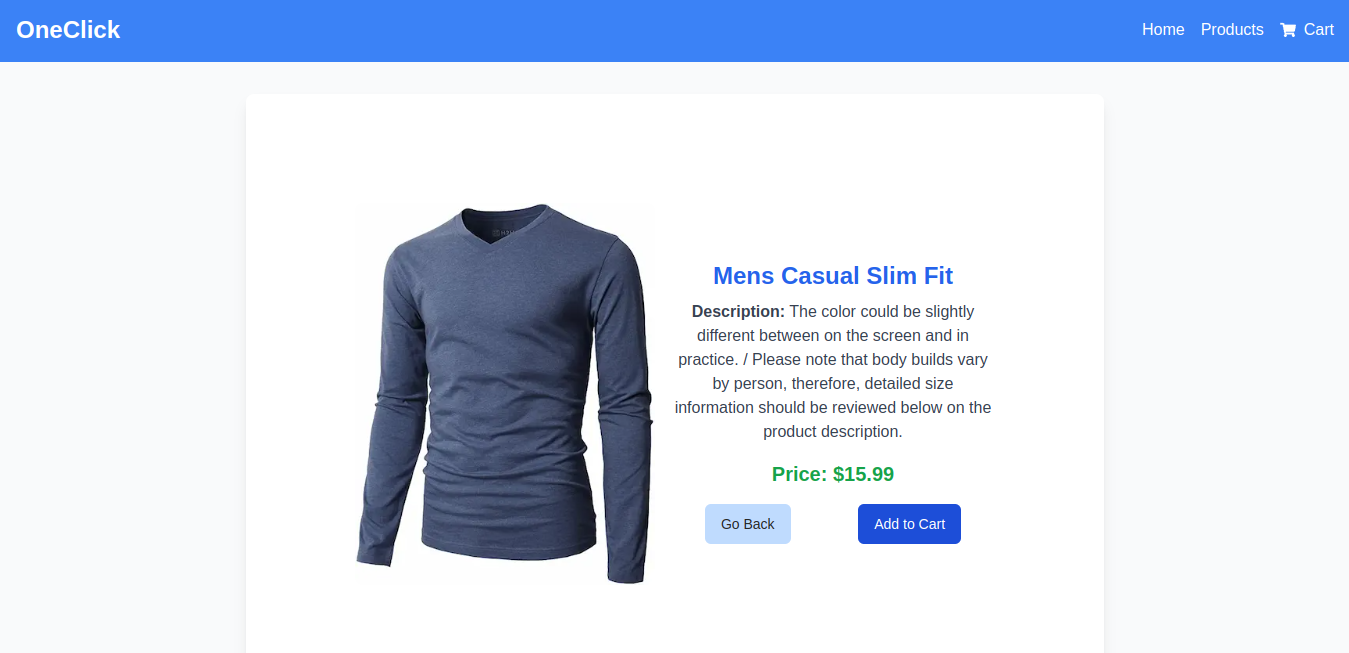 OneClick
Home Products Cart
Mens Casual Slim Fit
Description: The color could be slightly
different between on the screen and in
practice. / Please note that body builds vary
by person, therefore, detailed size
information should be reviewed below on the
product description.
Price: $15.99
Go Back Add to Cart